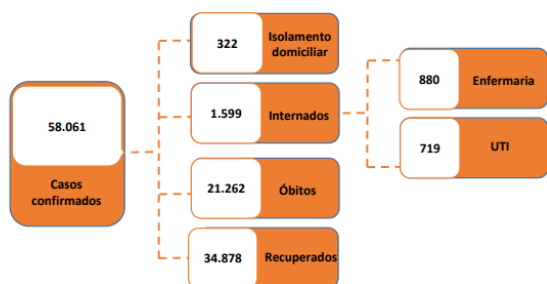 58.061
Casos
confirmados
322
Isolamento
domiciliar
1.599
Internados
21.262
Óbitos
34.878
Recuperados
880
Enfermaria
719
UTI